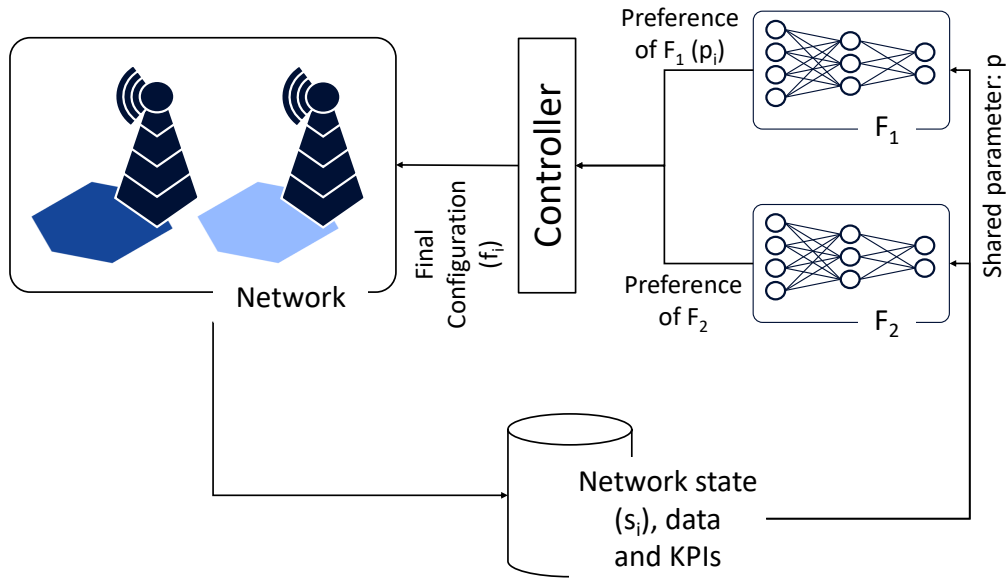 Preference
of F₁ (pᵢ)
F₁
Shared parameter: p
Controller
Final
Configuration
(fᵢ)
Network
Preference
of F₂
F₂
Network state
(sᵢ), data
and KPIs